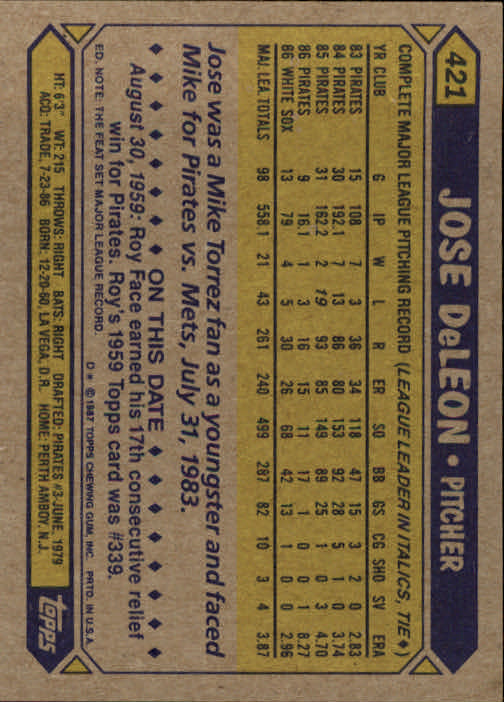 421 JOSE DeLEON • PITCHER
COMPLETE MAJOR LEAGUE PITCHING RECORD (LEAGUE LEADER IN ITALICS, TIE ♦)
YR CLUB G IP W L R ER SO BB GS CG SHO SV ERA
83 PIRATES 15 108 7 3 36 34 118 47 15 3 2 0 2.83
84 PIRATES 30 192.1 7 13 86 80 153 92 28 5 1 0 3.74
85 PIRATES 31 162.2 2 19 93 85 149 89 25 1 0 3 4.70
86 PIRATES 9 16.1 1 3 16 15 11 17 1 0 0 1 8.27
86 WHITE SOX 13 79 4 5 30 26 68 42 13 1 0 0 2.96
MAJ. LEA. TOTALS 98 558.1 21 43 261 240 499 287 82 10 3 4 3.87
Jose was a Mike Torrez fan as a youngster and faced
Mike for Pirates vs. Mets, July 31, 1983.
♦ ♦ ♦ ♦ ♦ ♦ ♦ ON THIS DATE ♦ ♦ ♦ ♦ ♦ ♦ ♦
August 30, 1959: Roy Face earned his 17th consecutive relief
win for Pirates. Roy's 1959 Topps card was #339.
ED. NOTE: THE FEAT SET MAJOR LEAGUE RECORD.
D* © 1987 TOPPS CHEWING GUM, INC. PRTD. IN U.S.A.
HT: 6'3" WT: 215 THROWS: RIGHT BATS: RIGHT DRAFTED: PIRATES #3-JUNE, 1979
ACQ: TRADE, 7-23-86 BORN: 12-20-60, LA VEGA, D.R. HOME: PERTH AMBOY, N.J.
topps